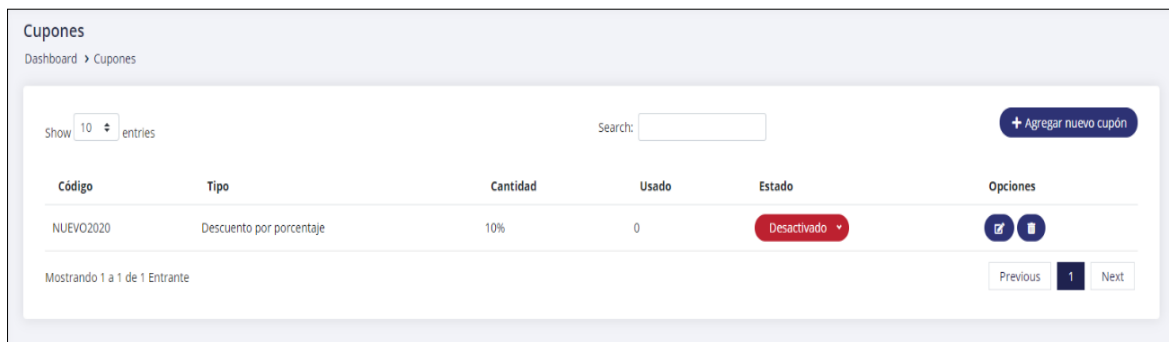 Cupones
Dashboard > Cupones
Show 10 entries Search: + Agregar nuevo cupón
Código Tipo Cantidad Usado Estado Opciones
NUEVO2020 Descuento por porcentaje 10% 0 Desactivado
Mostrando 1 a 1 de 1 Entrante Previous 1 Next